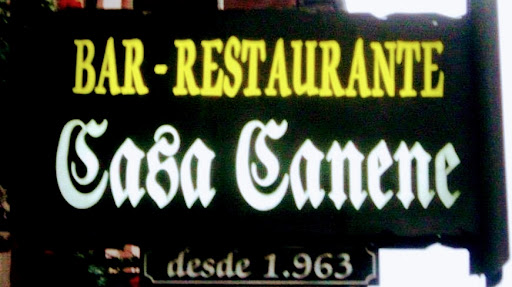 BAR - RESTAURANTE
Casa Canene
desde 1.963